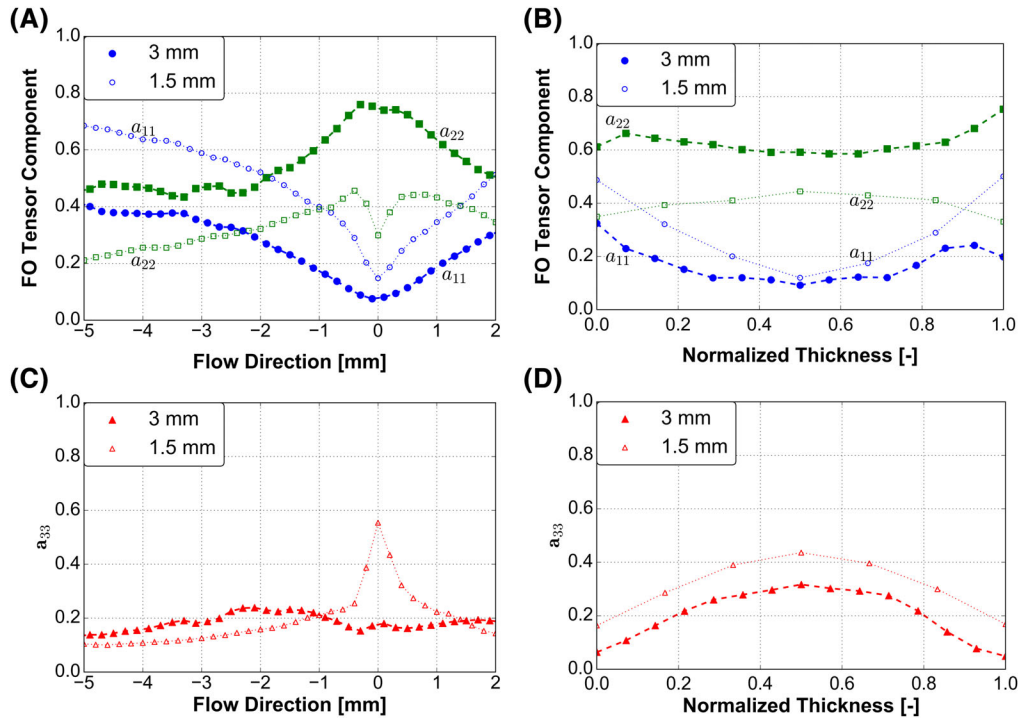 (A)
1.0
0.8
0.6
0.4
0.2
0.0
FO Tensor Component
3 mm
1.5 mm
a11
a22
a22
a11
−5 −4 −3 −2 −1 0 1 2
Flow Direction [mm]
(B)
1.0
0.8
0.6
0.4
0.2
0.0
FO Tensor Component
3 mm
1.5 mm
a22
a22
a11
a11
0.0 0.2 0.4 0.6 0.8 1.0
Normalized Thickness [-]
(C)
1.0
0.8
0.6
0.4
0.2
0.0
a33
3 mm
1.5 mm
−5 −4 −3 −2 −1 0 1 2
Flow Direction [mm]
(D)
1.0
0.8
0.6
0.4
0.2
0.0
a33
3 mm
1.5 mm
0.0 0.2 0.4 0.6 0.8 1.0
Normalized Thickness [-]